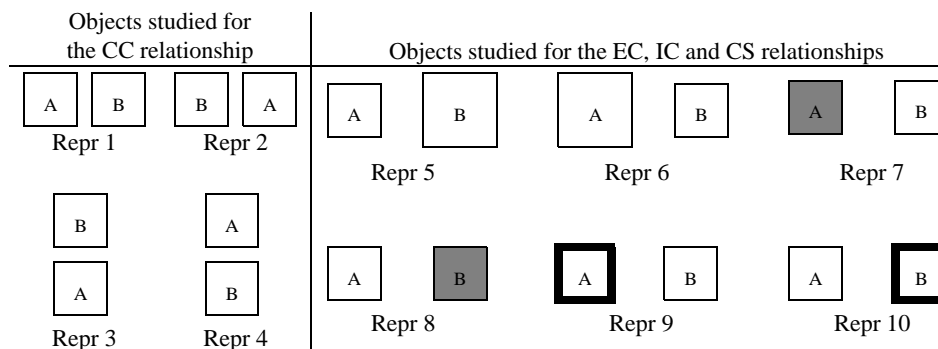 Objects studied for
the CC relationship
Objects studied for the EC, IC and CS relationships
A B B A
Repr 1 Repr 2
A B A B A B
Repr 5 Repr 6 Repr 7
B A
A B
Repr 3 Repr 4
A B A B A B
Repr 8 Repr 9 Repr 10